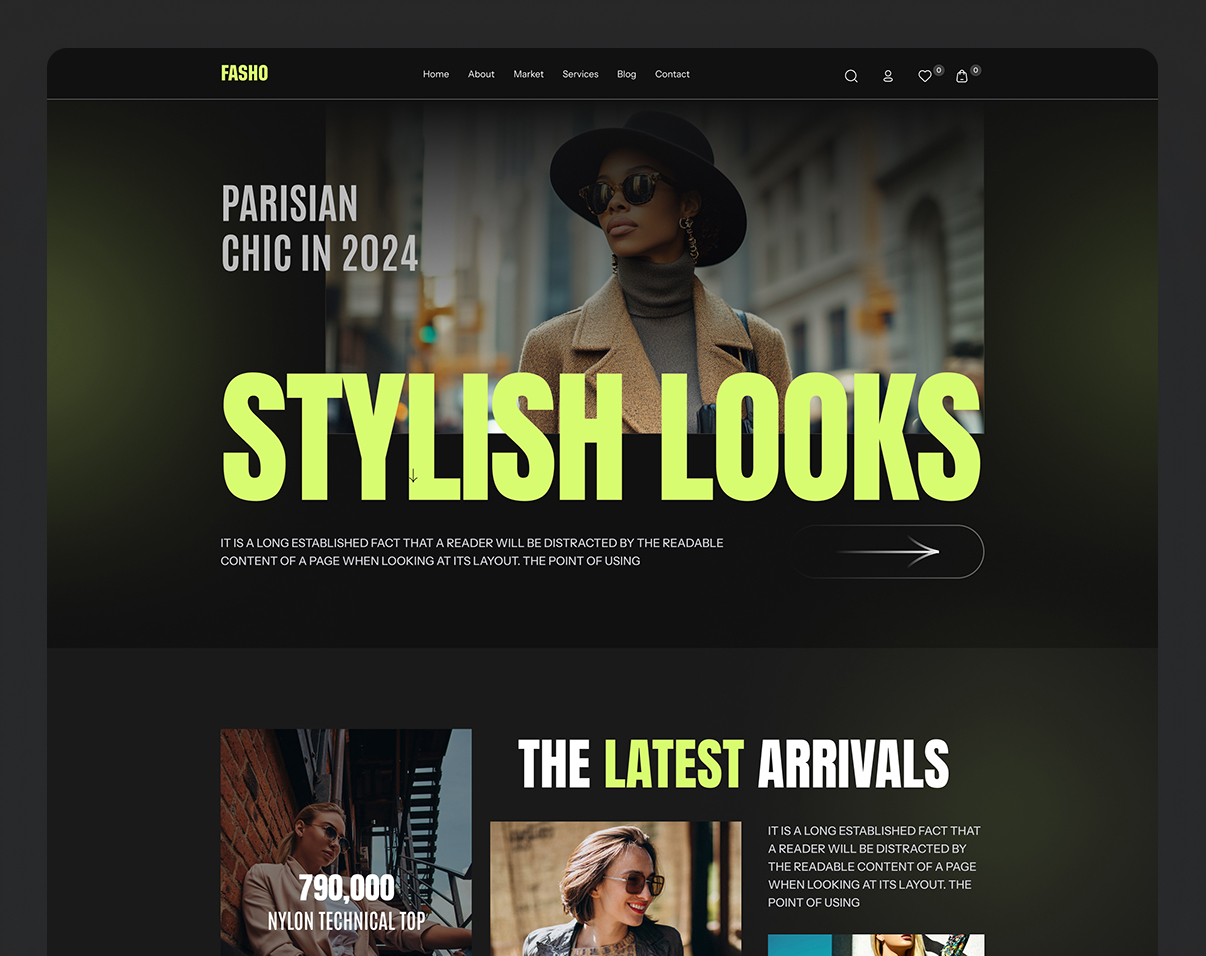 FASHO
Home About Market Services Blog Contact
0 0
PARISIAN
CHIC IN 2024
STYLISH LOOKS
IT IS A LONG ESTABLISHED FACT THAT A READER WILL BE DISTRACTED BY THE READABLE
CONTENT OF A PAGE WHEN LOOKING AT ITS LAYOUT. THE POINT OF USING
THE LATEST ARRIVALS
790,000
NYLON TECHNICAL TOP
IT IS A LONG ESTABLISHED FACT THAT
A READER WILL BE DISTRACTED BY
THE READABLE CONTENT OF A PAGE
WHEN LOOKING AT ITS LAYOUT. THE
POINT OF USING